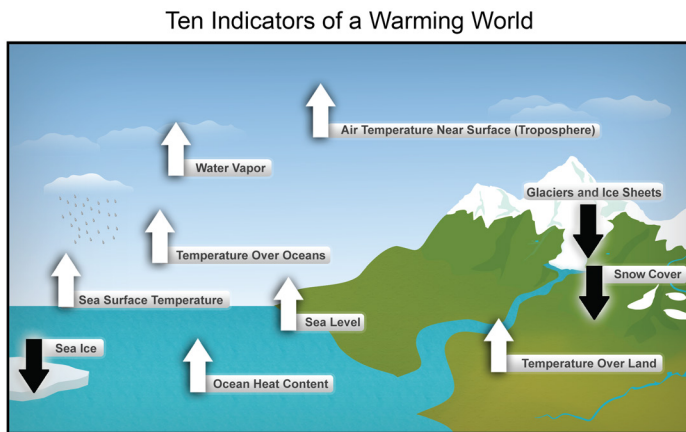 Ten Indicators of a Warming World
Air Temperature Near Surface (Troposphere)
Water Vapor
Glaciers and Ice Sheets
Temperature Over Oceans
Snow Cover
Sea Surface Temperature
Sea Level
Sea Ice
Temperature Over Land
Ocean Heat Content